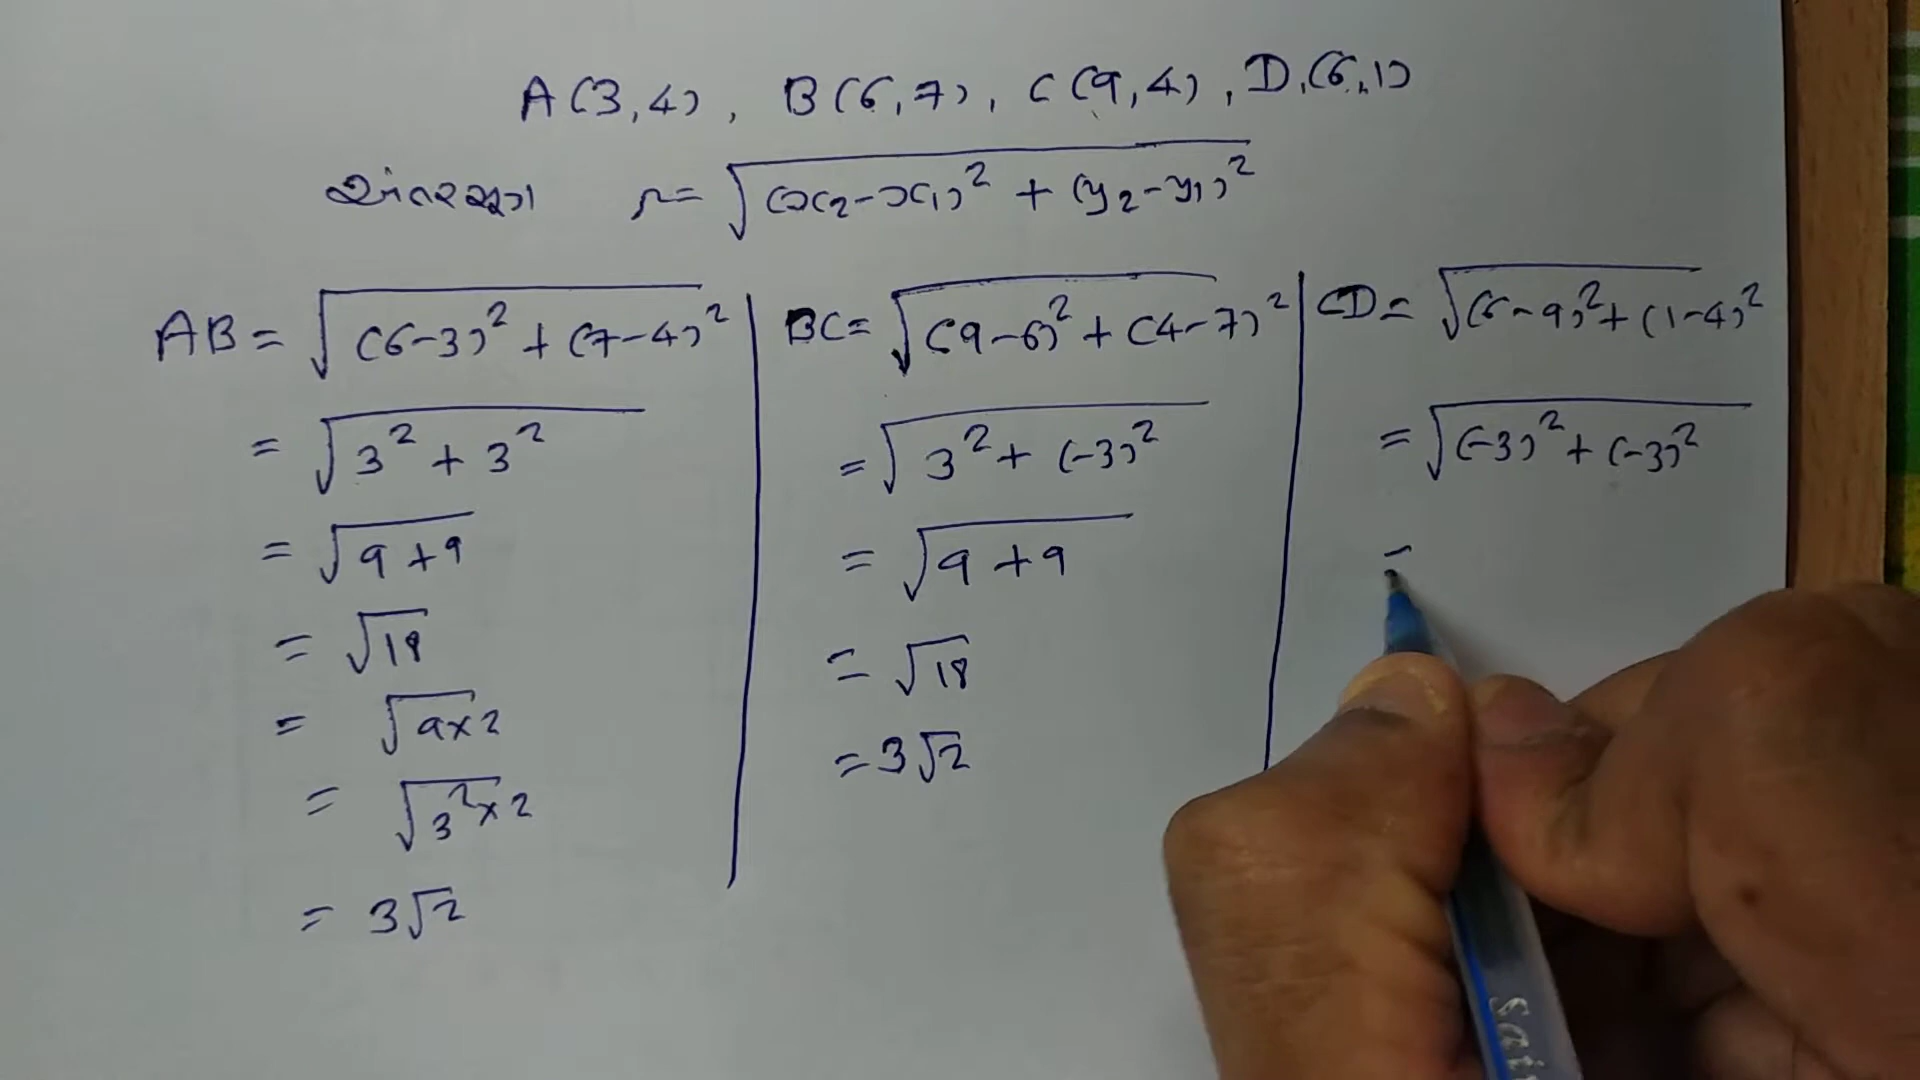 A(3,4), B(6,7), C(9,4), D(6,1)
અંતરસૂત્ર r=√(x₂-x₁)² + (y₂-y₁)²
AB = √(6-3)² + (7-4)²
= √3² + 3²
= √9+9
= √18
= √9×2
= √3²×2
= 3√2
BC = √(9-6)² + (4-7)²
= √3² + (-3)²
= √9+9
= √18
= 3√2
CD = √(6-9)² + (1-4)²
= √(-3)² + (-3)²
=